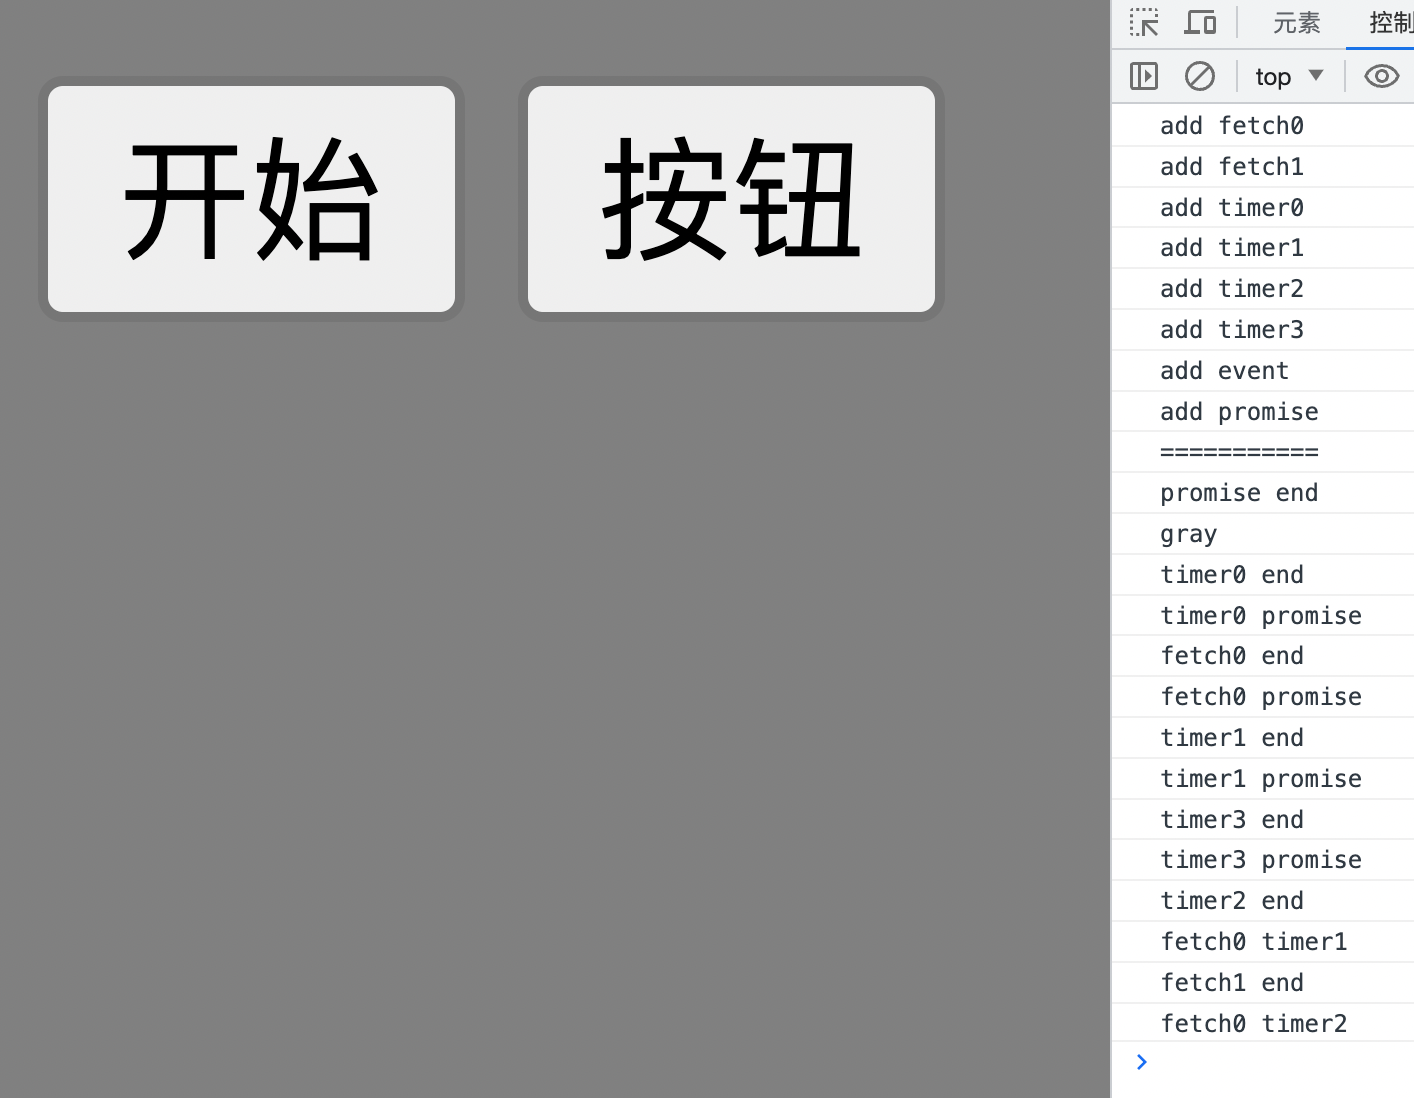 开始
按钮
元素
控制
top
add fetch0
add fetch1
add timer0
add timer1
add timer2
add timer3
add event
add promise
===========
promise end
gray
timer0 end
timer0 promise
fetch0 end
fetch0 promise
timer1 end
timer1 promise
timer3 end
timer3 promise
timer2 end
fetch0 timer1
fetch1 end
fetch0 timer2